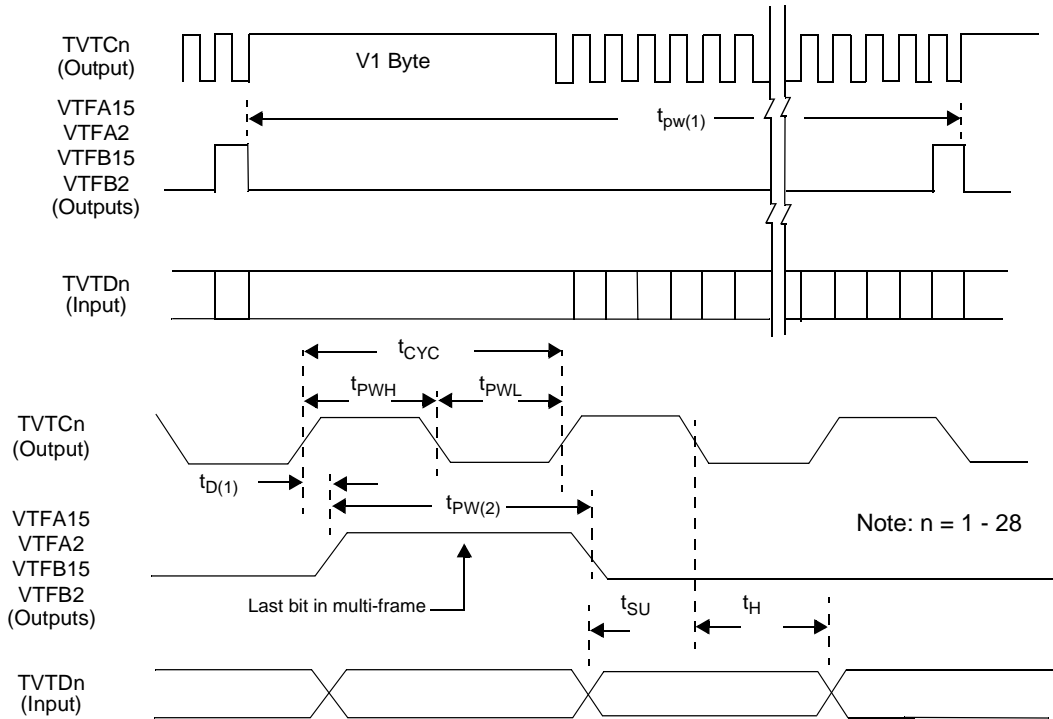 TVTCn
(Output)
V1 Byte
VTFA15
VTFA2
VTFB15
VTFB2
(Outputs)
tpw(1)
TVTDn
(Input)
tCYC
tPWH
tPWL
TVTCn
(Output)
tD(1)
tPW(2)
VTFA15
VTFA2
VTFB15
VTFB2
(Outputs)
Note: n = 1 - 28
Last bit in multi-frame
tSU
tH
TVTDn
(Input)